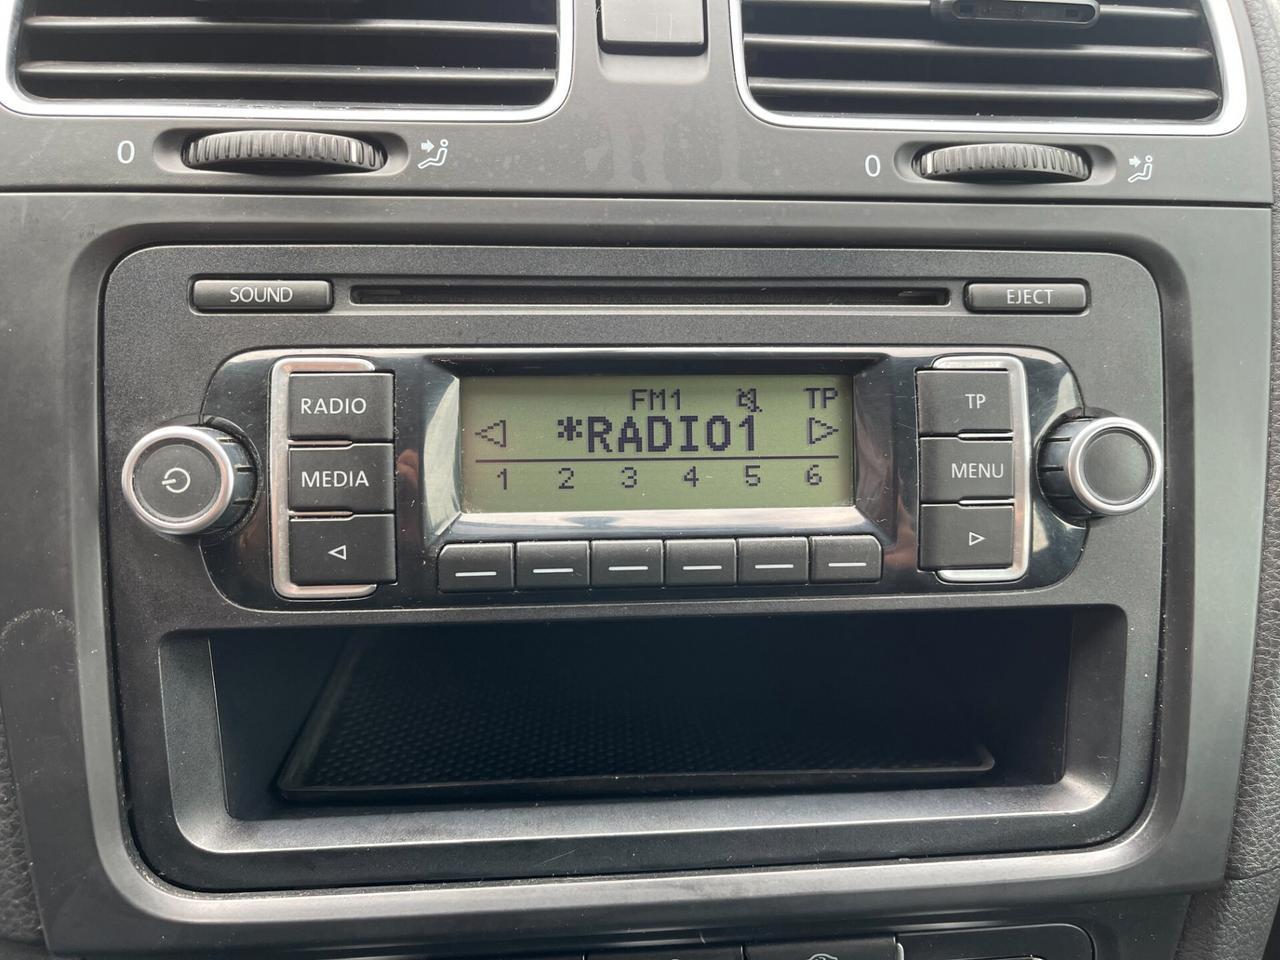 0
0
SOUND
EJECT
RADIO
MEDIA
FM1 TP
*RADIO1
1 2 3 4 5 6
TP
MENU